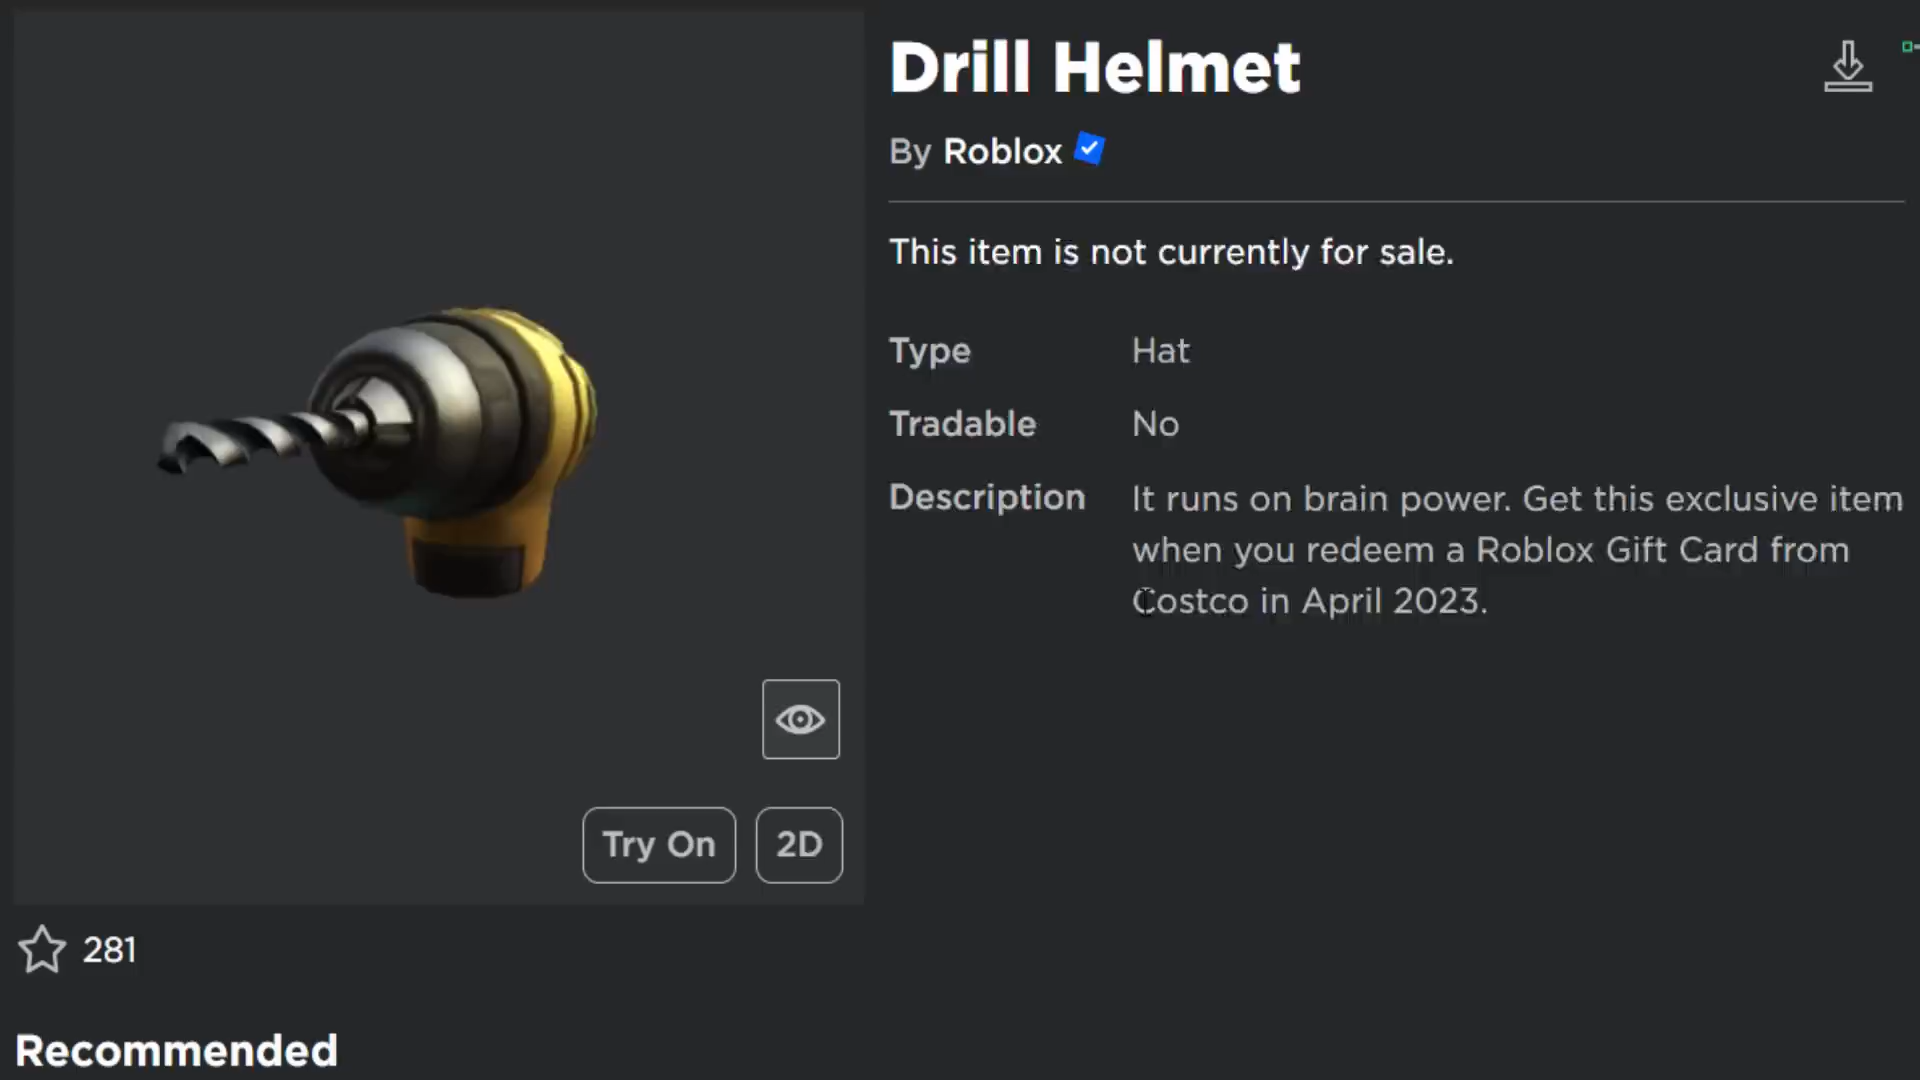 Drill Helmet
By Roblox
This item is not currently for sale.
Type Hat
Tradable No
Description It runs on brain power. Get this exclusive item
when you redeem a Roblox Gift Card from
Costco in April 2023.
Try On 2D
281
Recommended